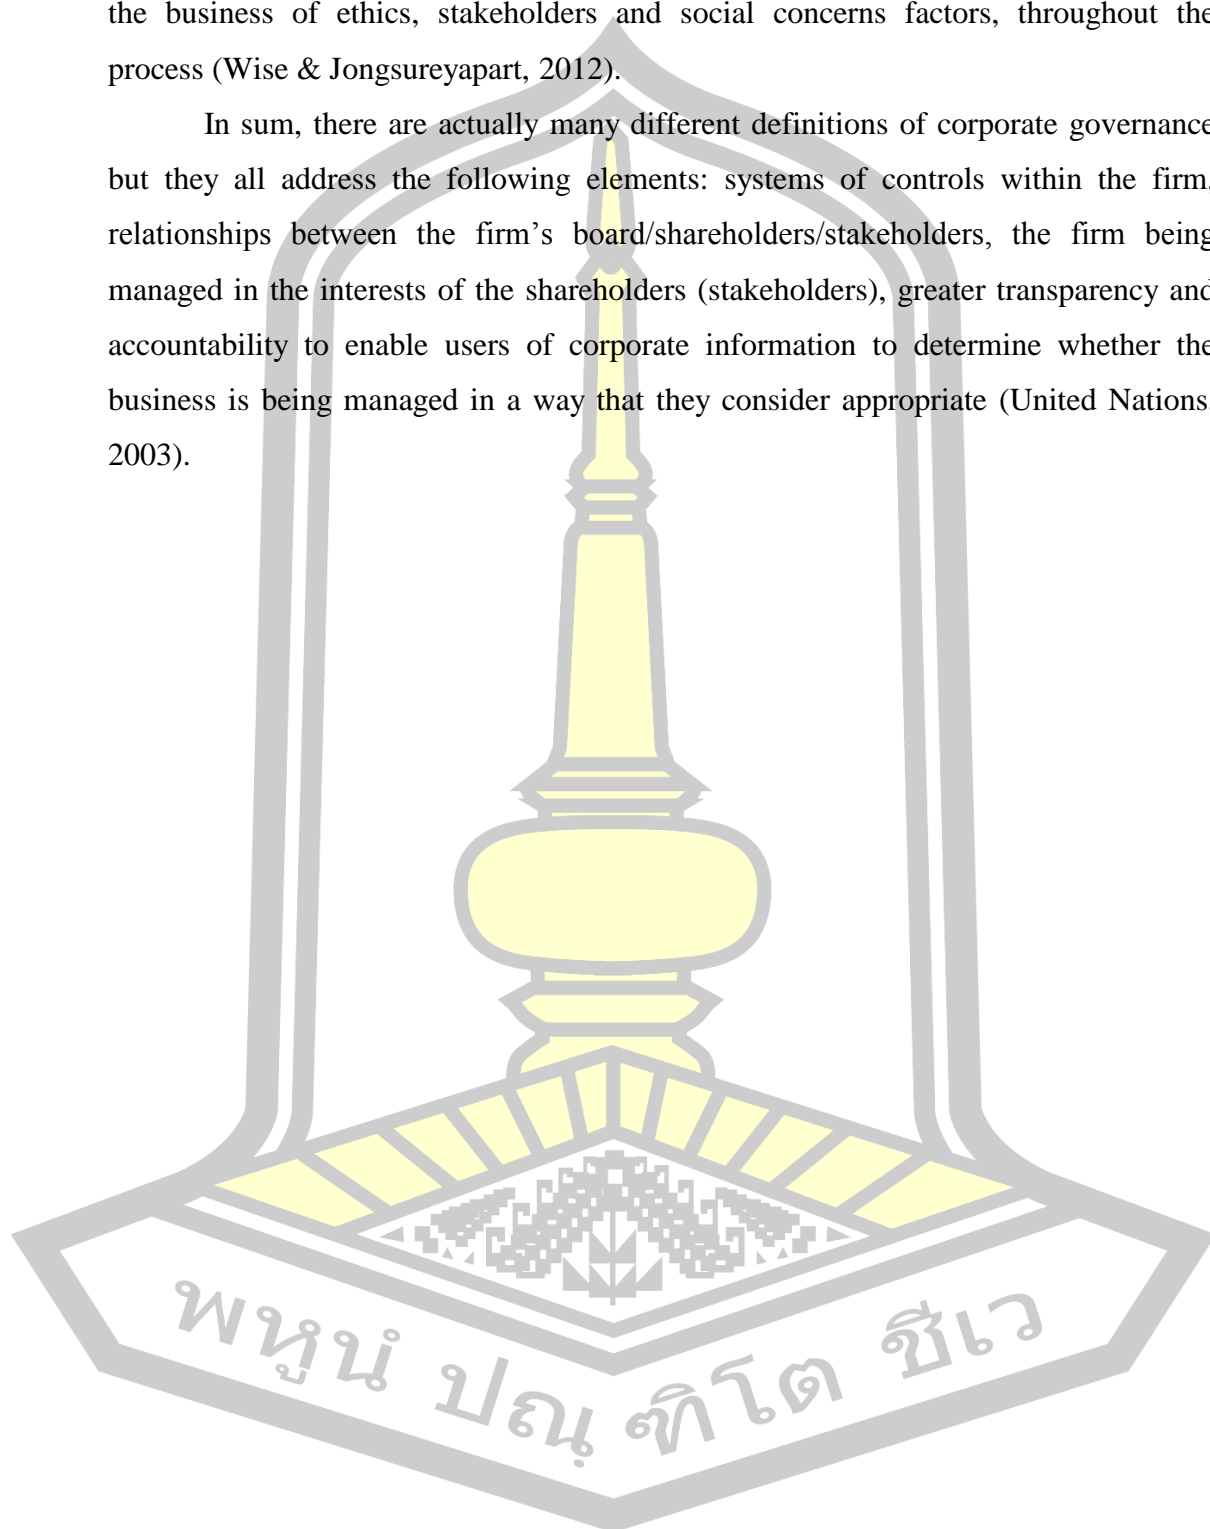 the business of ethics, stakeholders and social concerns factors, throughout the
process (Wise & Jongsureyapart, 2012).
In sum, there are actually many different definitions of corporate governance
but they all address the following elements: systems of controls within the firm,
relationships between the firm’s board/shareholders/stakeholders, the firm being
managed in the interests of the shareholders (stakeholders), greater transparency and
accountability to enable users of corporate information to determine whether the
business is being managed in a way that they consider appropriate (United Nations,
2003).
พหูนํ ปณฺฑิโต ชีเว